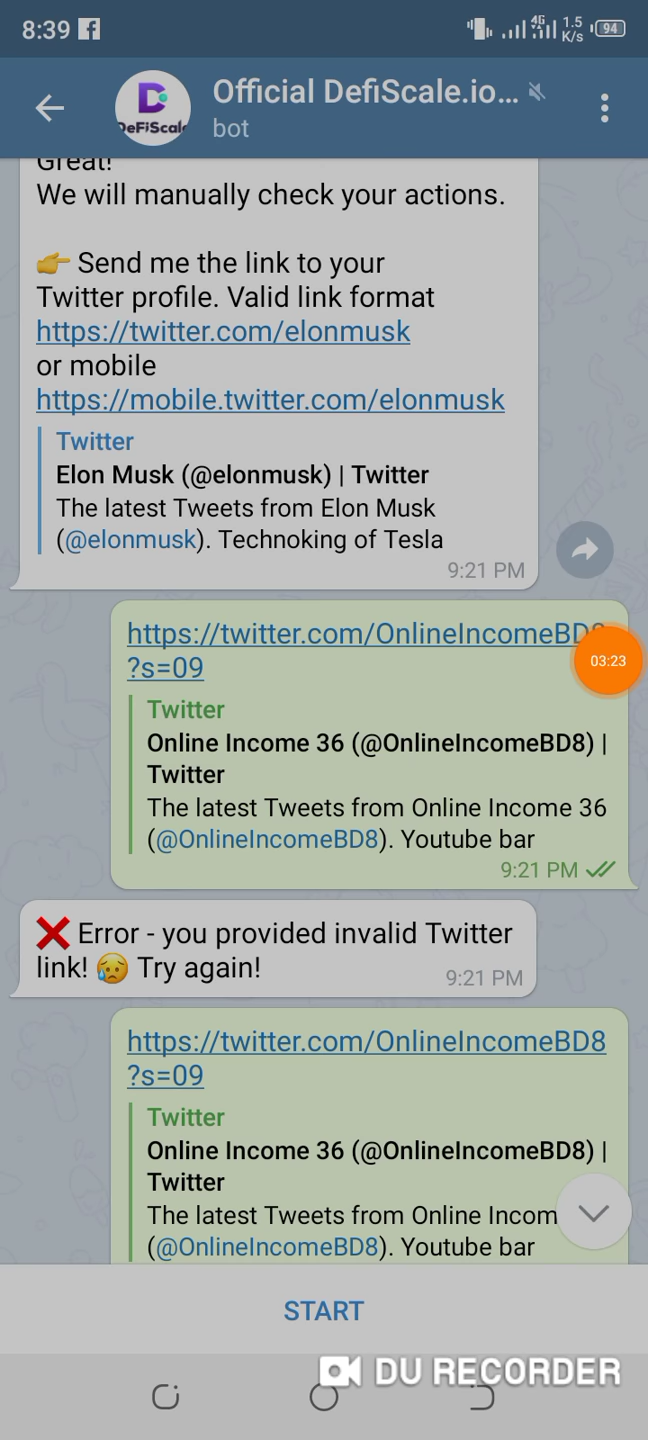 8:39
4G
1.5
K/s
94
DeFiScale
Official DefiScale.io...
bot
Great!
We will manually check your actions.
👉 Send me the link to your
Twitter profile. Valid link format
https://twitter.com/elonmusk
or mobile
https://mobile.twitter.com/elonmusk
Twitter
Elon Musk (@elonmusk) | Twitter
The latest Tweets from Elon Musk
(@elonmusk). Technoking of Tesla
9:21 PM
https://twitter.com/OnlineIncomeBD8
?s=09
03:23
Twitter
Online Income 36 (@OnlineIncomeBD8) |
Twitter
The latest Tweets from Online Income 36
(@OnlineIncomeBD8). Youtube bar
9:21 PM
❌ Error - you provided invalid Twitter
link! 😥 Try again!
9:21 PM
https://twitter.com/OnlineIncomeBD8
?s=09
Twitter
Online Income 36 (@OnlineIncomeBD8) |
Twitter
The latest Tweets from Online Incom
(@OnlineIncomeBD8). Youtube bar
START
DU RECORDER